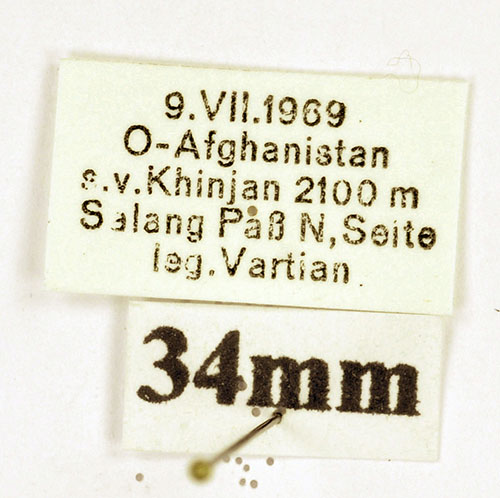 9.VII.1969
O-Afghanistan
s.v.Khinjan 2100 m
Salang Paß N,Seite
leg.Vartian
34mm